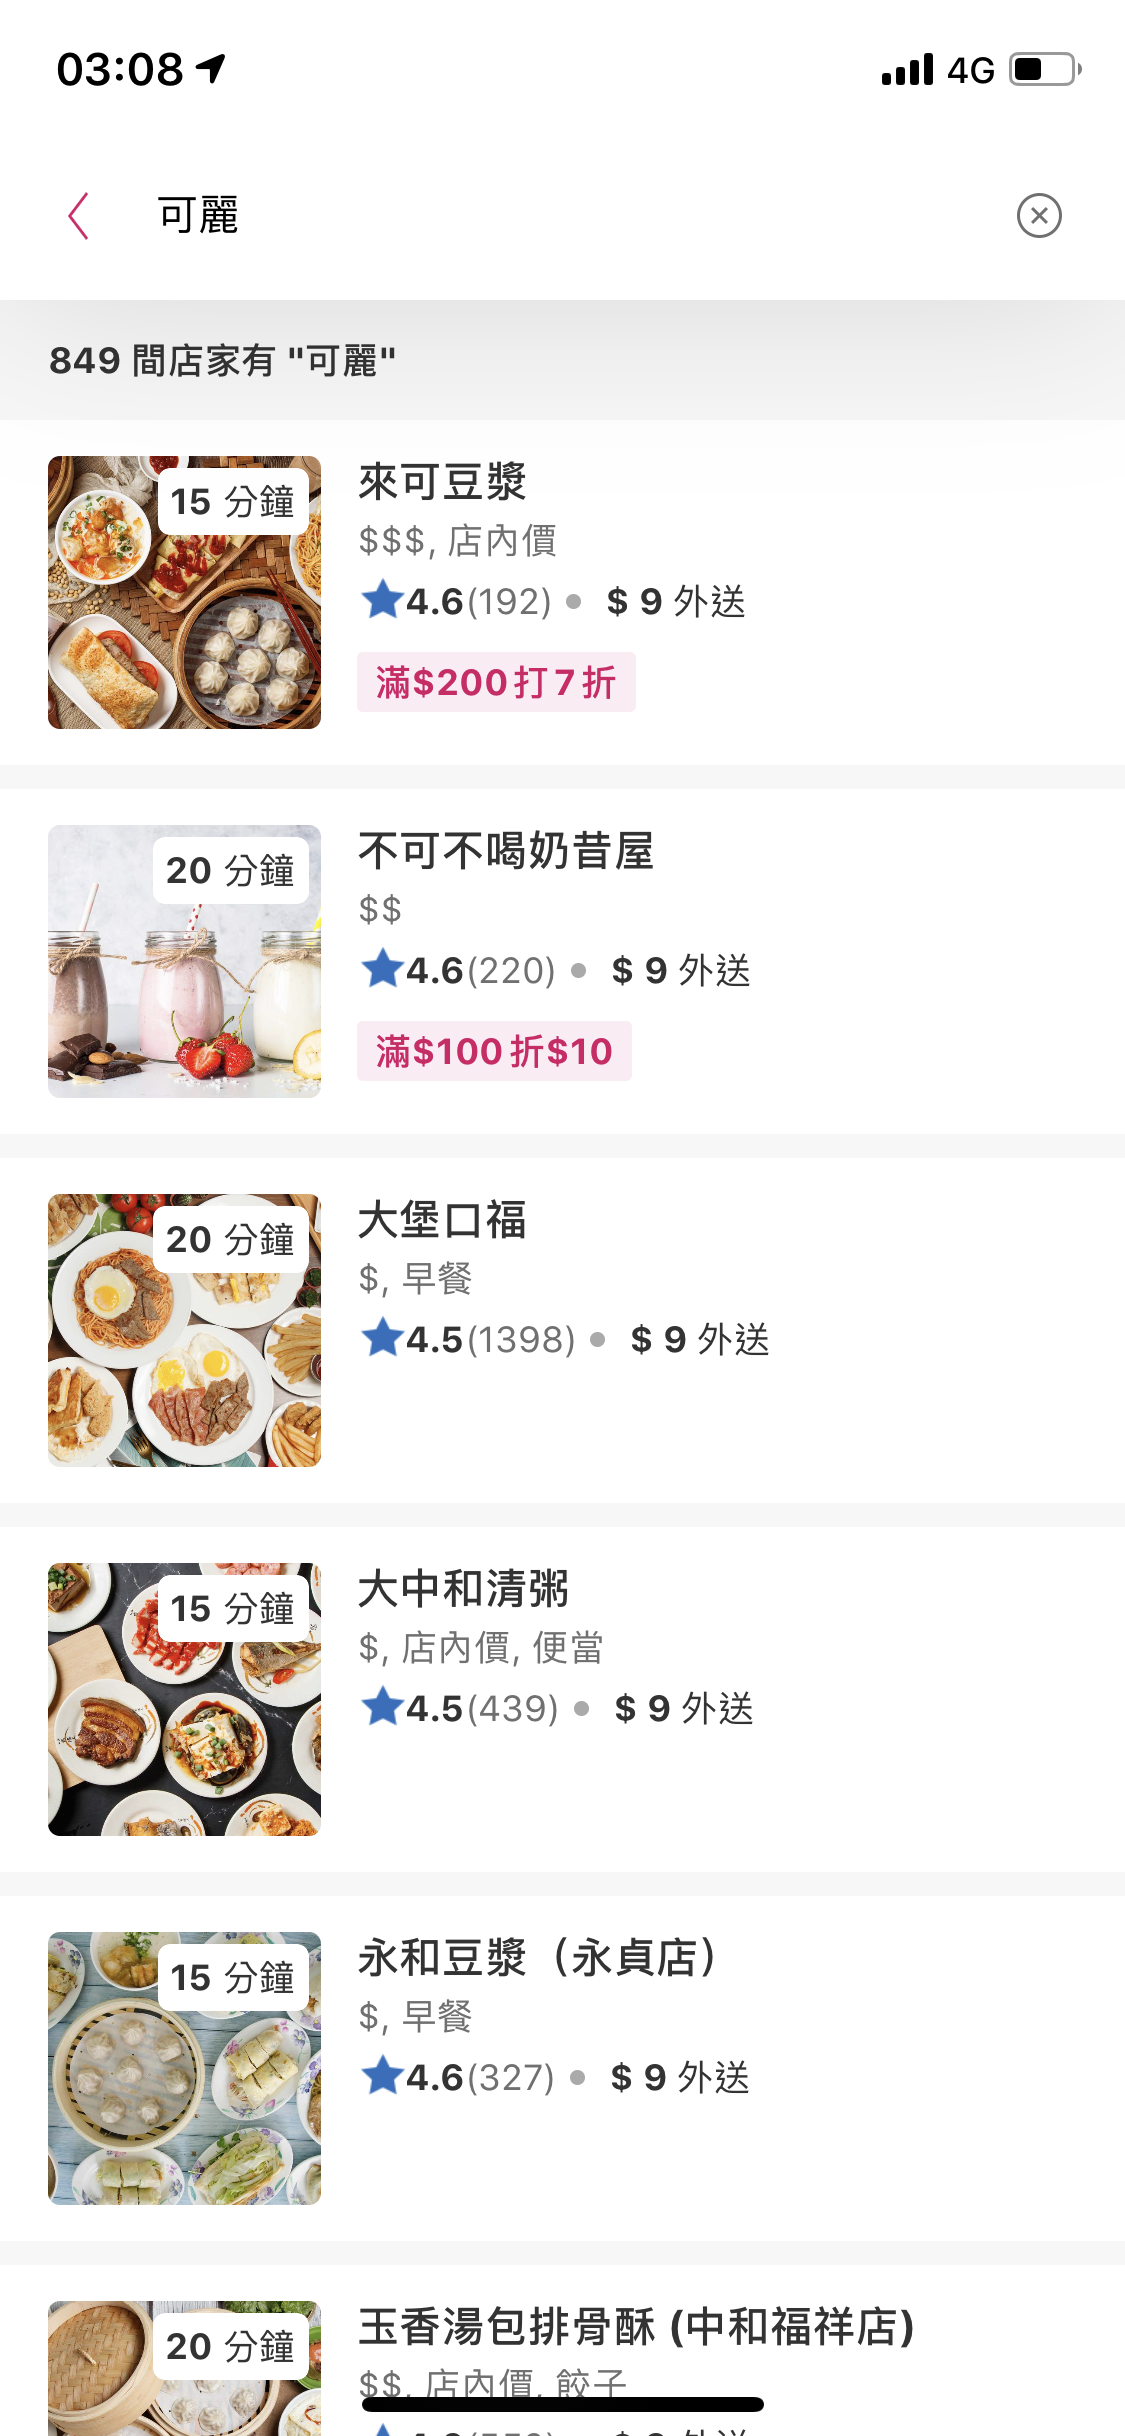 03:08
4G
可麗
849 間店家有 "可麗"
15 分鐘
來可豆漿
$$$, 店內價
4.6(192) $ 9 外送
滿$200打7折
20 分鐘
不可不喝奶昔屋
$$
4.6(220) $ 9 外送
滿$100折$10
20 分鐘
大堡口福
$, 早餐
4.5(1398) $ 9 外送
15 分鐘
大中和清粥
$, 店內價, 便當
4.5(439) $ 9 外送
15 分鐘
永和豆漿（永貞店）
$, 早餐
4.6(327) $ 9 外送
20 分鐘
玉香湯包排骨酥 (中和福祥店)
$$, 店內價, 餃子
外送